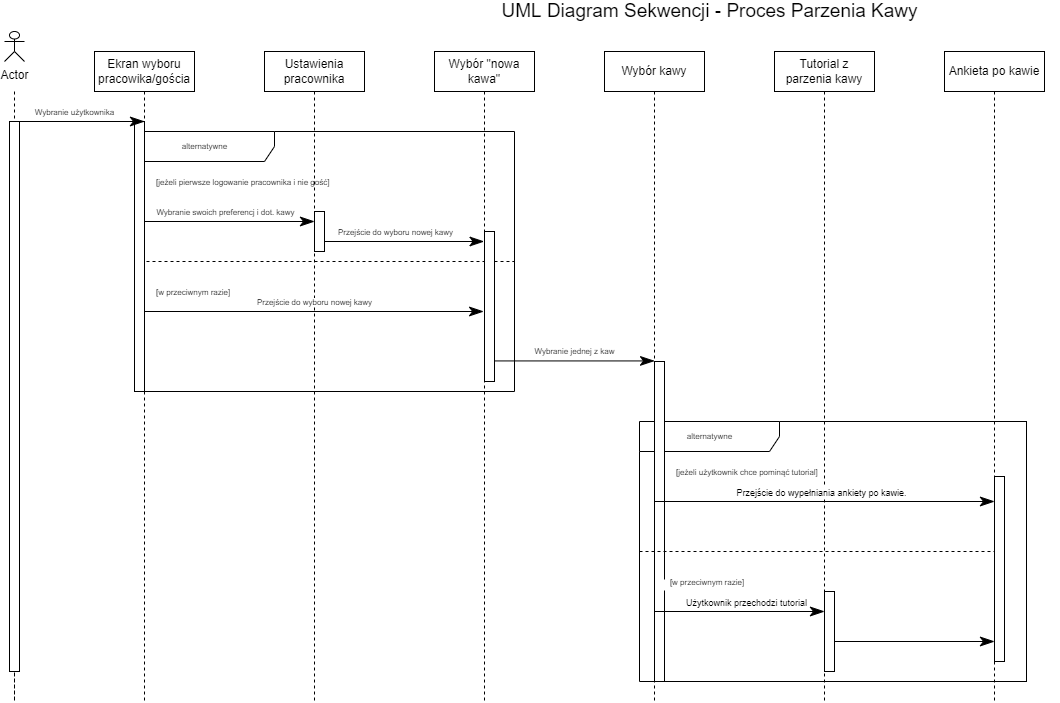 UML Diagram Sekwencji - Proces Parzenia Kawy
Actor
Ekran wyboru
pracowika/gościa
Ustawienia
pracownika
Wybór "nowa
kawa"
Wybór kawy
Tutorial z
parzenia kawy
Ankieta po kawie
Wybranie użytkownika
alternatywne
[jeżeli pierwsze logowanie pracownika i nie gość]
Wybranie swoich preferencj i dot. kawy
Przejście do wyboru nowej kawy
[w przeciwnym razie]
Przejście do wyboru nowej kawy
Wybranie jednej z kaw
alternatywne
[jeżeli użytkownik chce pominąć tutorial]
Przejście do wypełniania ankiety po kawie.
[w przeciwnym razie]
Użytkownik przechodzi tutorial